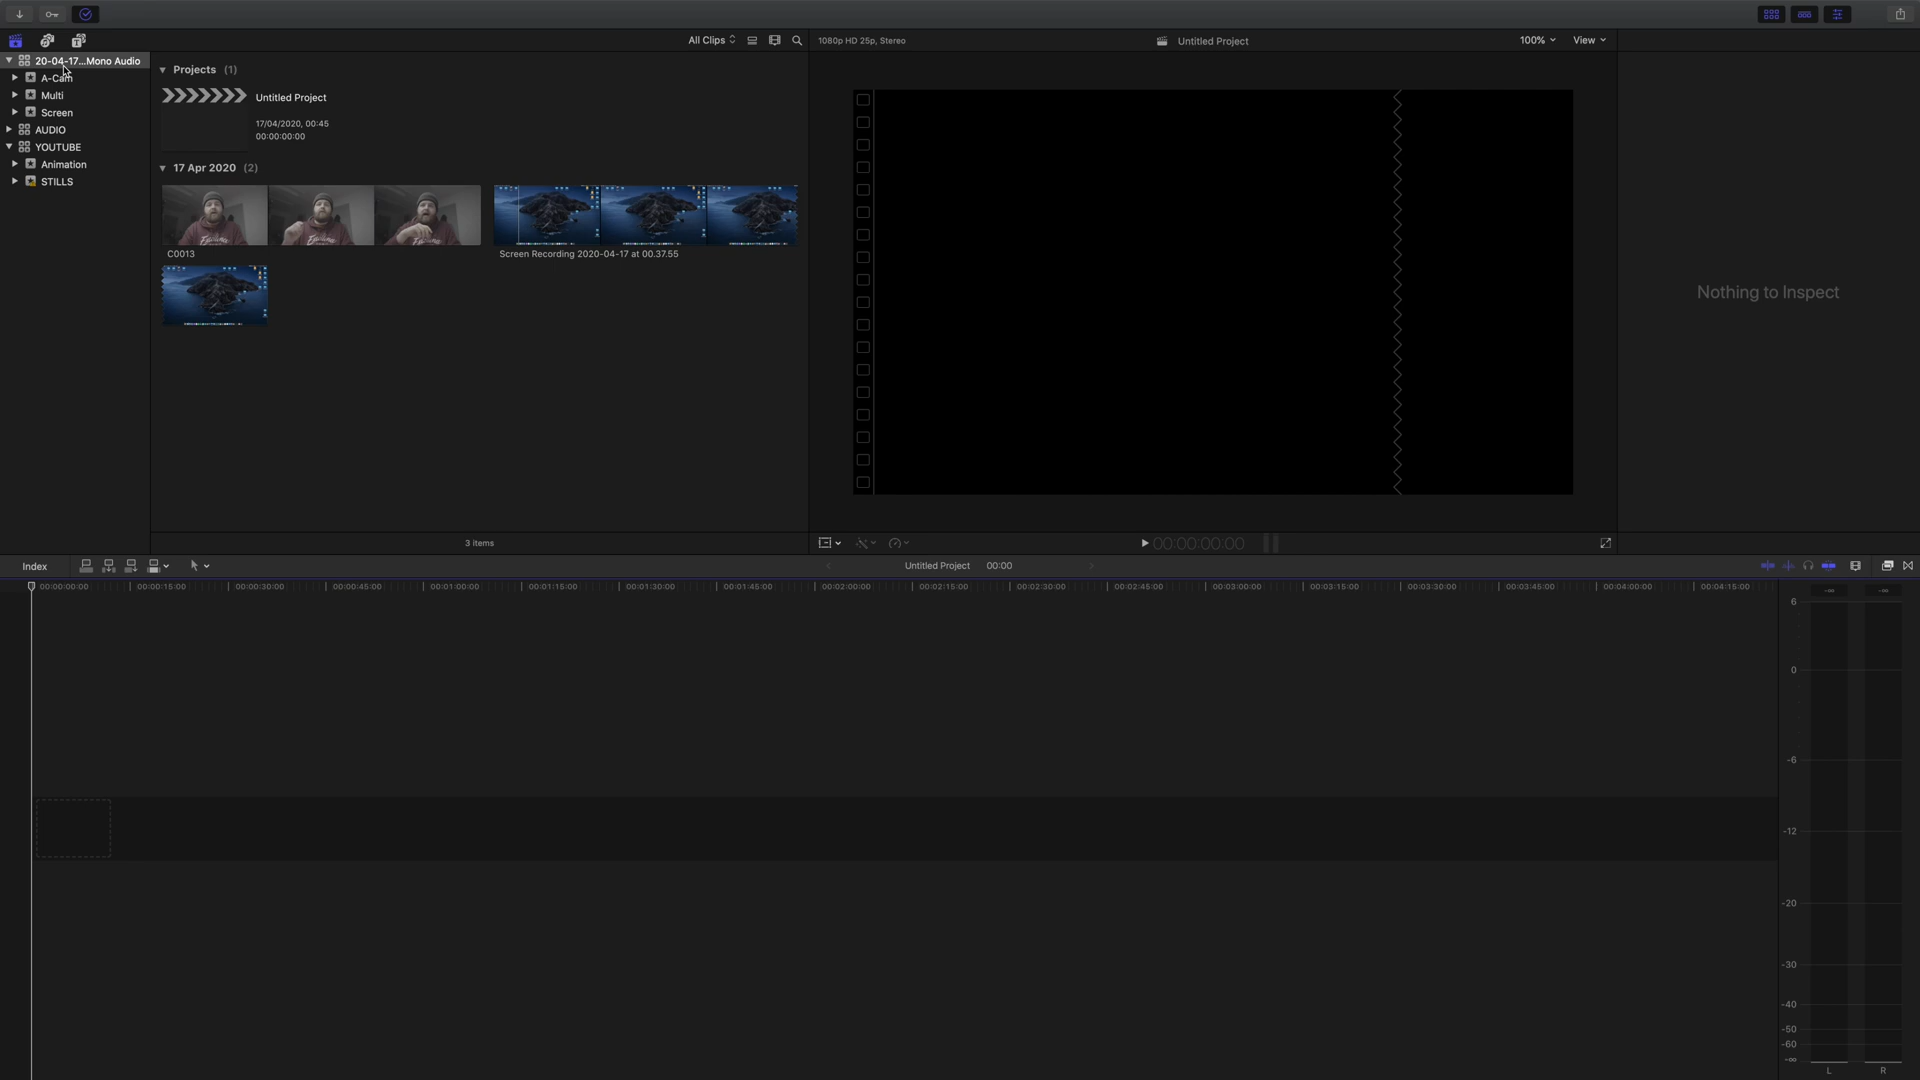 All Clips
1080p HD 25p, Stereo
Untitled Project
100%
View
20-04-17...Mono Audio
A-Cam
Multi
Screen
AUDIO
YOUTUBE
Animation
STILLS
Projects (1)
Untitled Project
17/04/2020, 00:45
00:00:00:00
17 Apr 2020 (2)
C0013
Screen Recording 2020-04-17 at 00.37.55
Nothing to Inspect
3 items
00:00:00:00
Index
Untitled Project 00:00
00:00:00:00 00:00:15:00 00:00:30:00 00:00:45:00 00:01:00:00 00:01:15:00 00:01:30:00 00:01:45:00 00:02:00:00 00:02:15:00 00:02:30:00 00:02:45:00 00:03:00:00 00:03:15:00 00:03:30:00 00:03:45:00 00:04:00:00 00:04:15:00
-∞ -∞
6
0
-6
-12
-20
-30
-40
-50
-60
-∞
L R